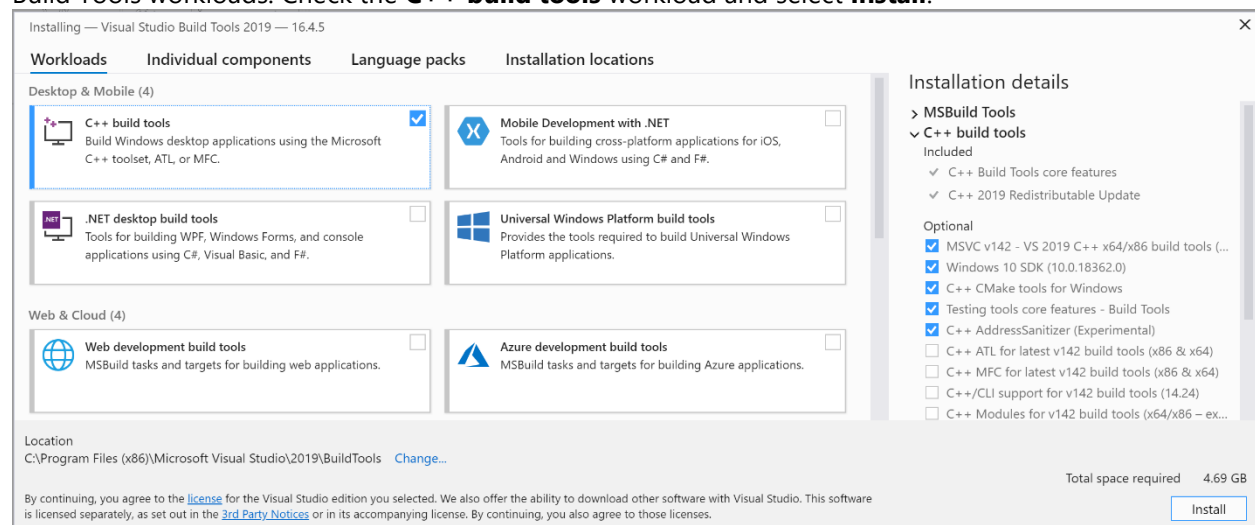 Build Tools workloads. Check the C++ build tools workload and select Install.
Installing — Visual Studio Build Tools 2019 — 16.4.5
Workloads Individual components Language packs Installation locations
Desktop & Mobile (4)
C++ build tools
Build Windows desktop applications using the Microsoft
C++ toolset, ATL, or MFC.
Mobile Development with .NET
Tools for building cross-platform applications for iOS,
Android and Windows using C# and F#.
.NET
.NET desktop build tools
Tools for building WPF, Windows Forms, and console
applications using C#, Visual Basic, and F#.
Universal Windows Platform build tools
Provides the tools required to build Universal Windows
Platform applications.
Web & Cloud (4)
Web development build tools
MSBuild tasks and targets for building web applications.
Azure development build tools
MSBuild tasks and targets for building Azure applications.
Installation details
MSBuild Tools
C++ build tools
Included
C++ Build Tools core features
C++ 2019 Redistributable Update
Optional
MSVC v142 - VS 2019 C++ x64/x86 build tools (...
Windows 10 SDK (10.0.18362.0)
C++ CMake tools for Windows
Testing tools core features - Build Tools
C++ AddressSanitizer (Experimental)
C++ ATL for latest v142 build tools (x86 & x64)
C++ MFC for latest v142 build tools (x86 & x64)
C++/CLI support for v142 build tools (14.24)
C++ Modules for v142 build tools (x64/x86 – ex...
Location
C:\Program Files (x86)\Microsoft Visual Studio\2019\BuildTools Change...
Total space required 4.69 GB
By continuing, you agree to the license for the Visual Studio edition you selected. We also offer the ability to download other software with Visual Studio. This software
is licensed separately, as set out in the 3rd Party Notices or in its accompanying license. By continuing, you also agree to those licenses.
Install